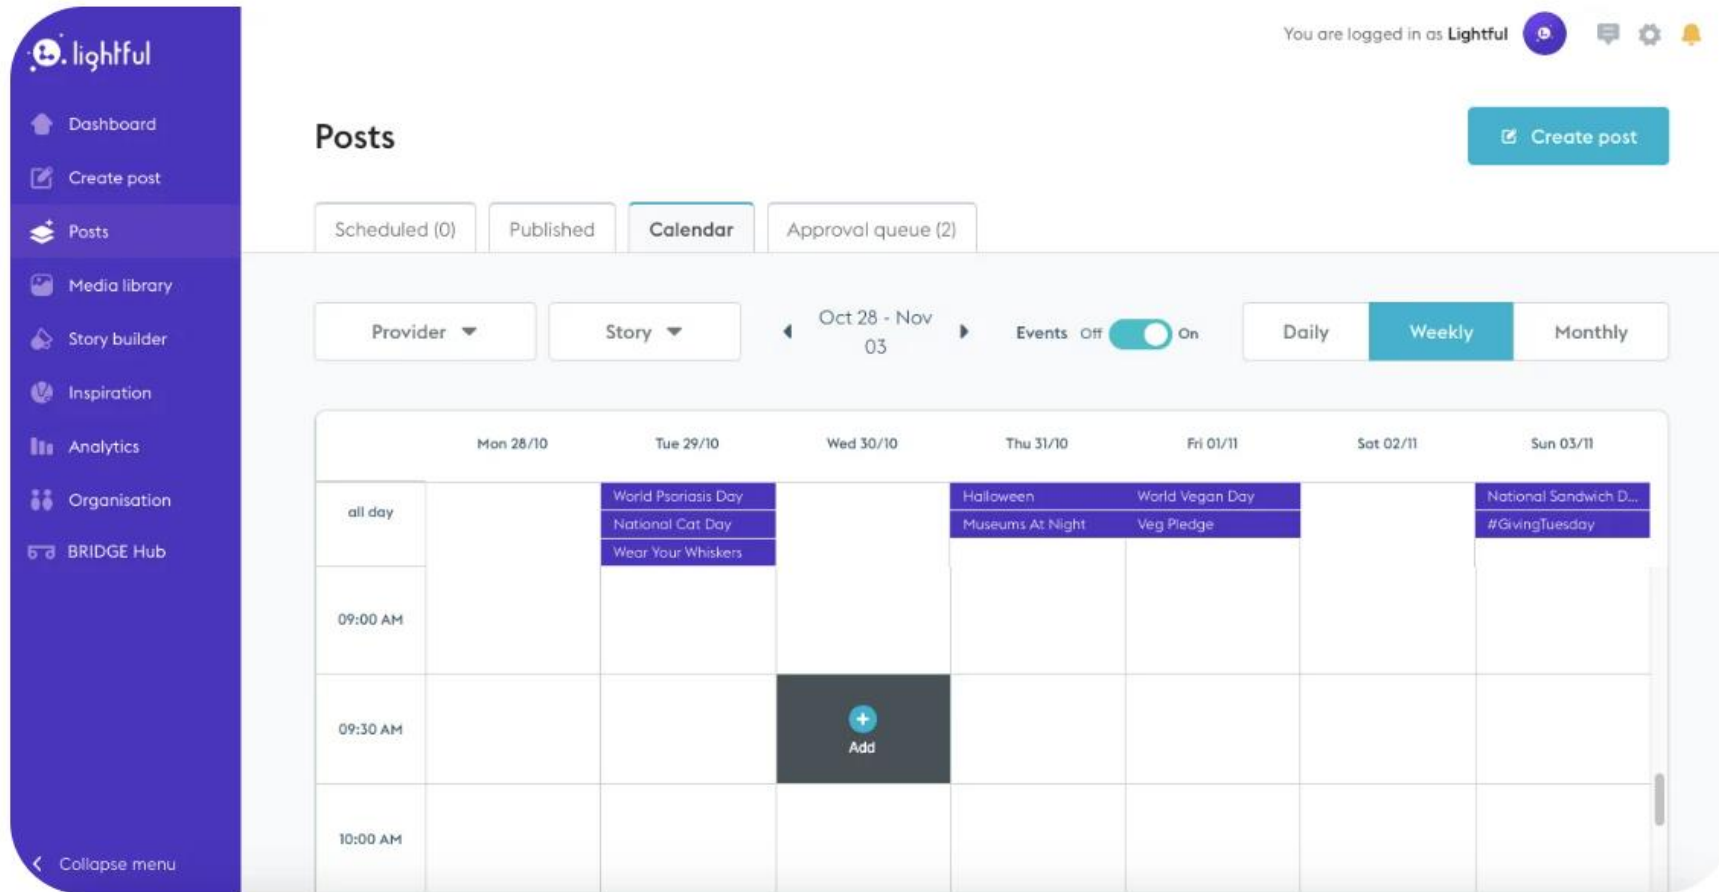 lightful
You are logged in as Lightful
Dashboard
Create post
Posts
Media library
Story builder
Inspiration
Analytics
Organisation
BRIDGE Hub
Collapse menu
Posts
Create post
Scheduled (0)
Published
Calendar
Approval queue (2)
Provider
Story
Oct 28 - Nov
03
Events Off On
Daily
Weekly
Monthly
Mon 28/10
Tue 29/10
Wed 30/10
Thu 31/10
Fri 01/11
Sat 02/11
Sun 03/11
all day
World Psoriasis Day
National Cat Day
Wear Your Whiskers
Halloween
Museums At Night
World Vegan Day
Veg Pledge
National Sandwich D...
#GivingTuesday
09:00 AM
09:30 AM
Add
10:00 AM